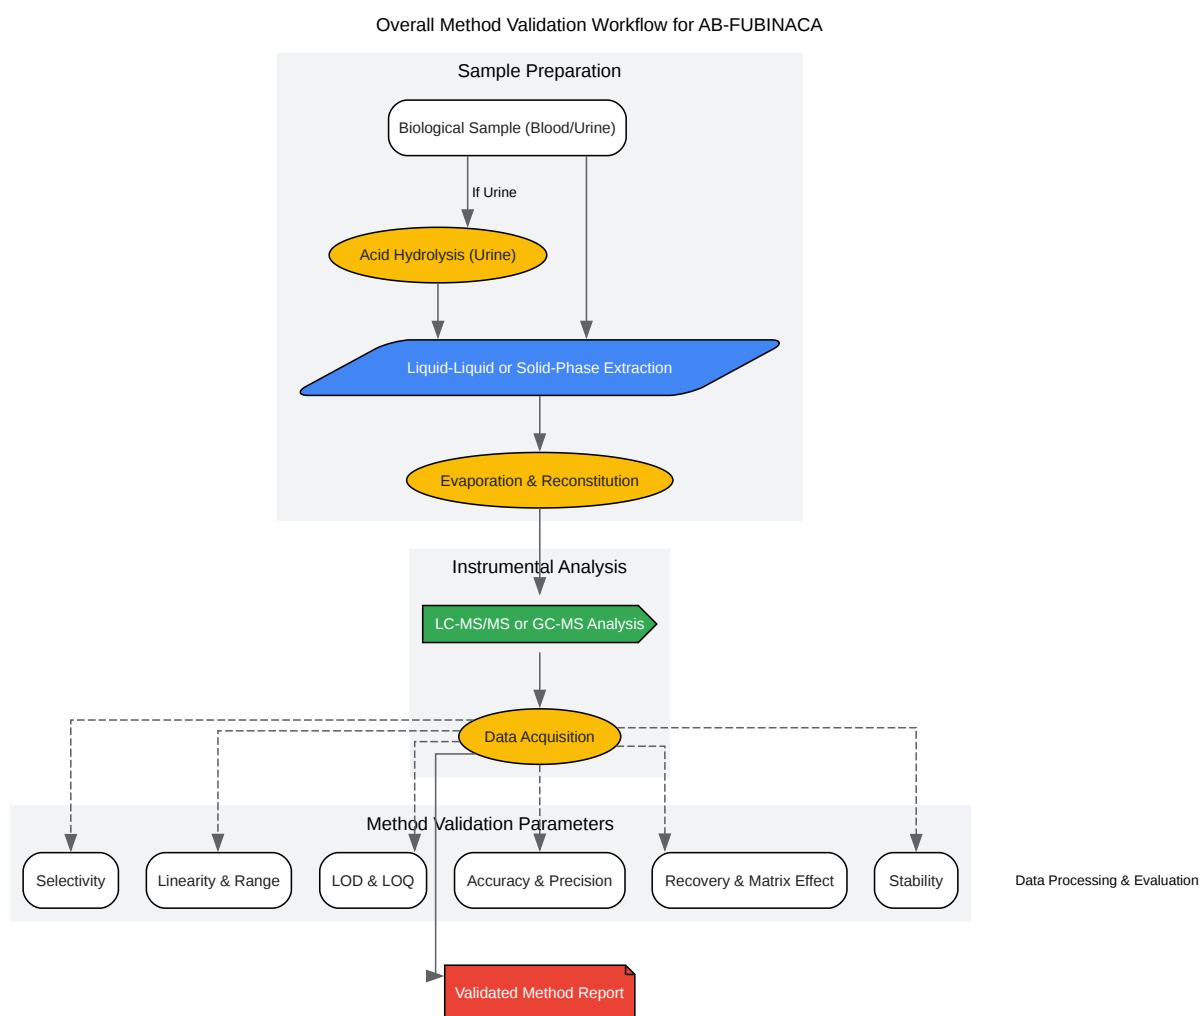 Overall Method Validation Workflow for AB-FUBINACA
Sample Preparation
Biological Sample (Blood/Urine)
If Urine
Acid Hydrolysis (Urine)
Liquid-Liquid or Solid-Phase Extraction
Evaporation & Reconstitution
Instrumental Analysis
LC-MS/MS or GC-MS Analysis
Data Acquisition
Method Validation Parameters
Selectivity
Linearity & Range
LOD & LOQ
Accuracy & Precision
Recovery & Matrix Effect
Stability
Data Processing & Evaluation
Validated Method Report